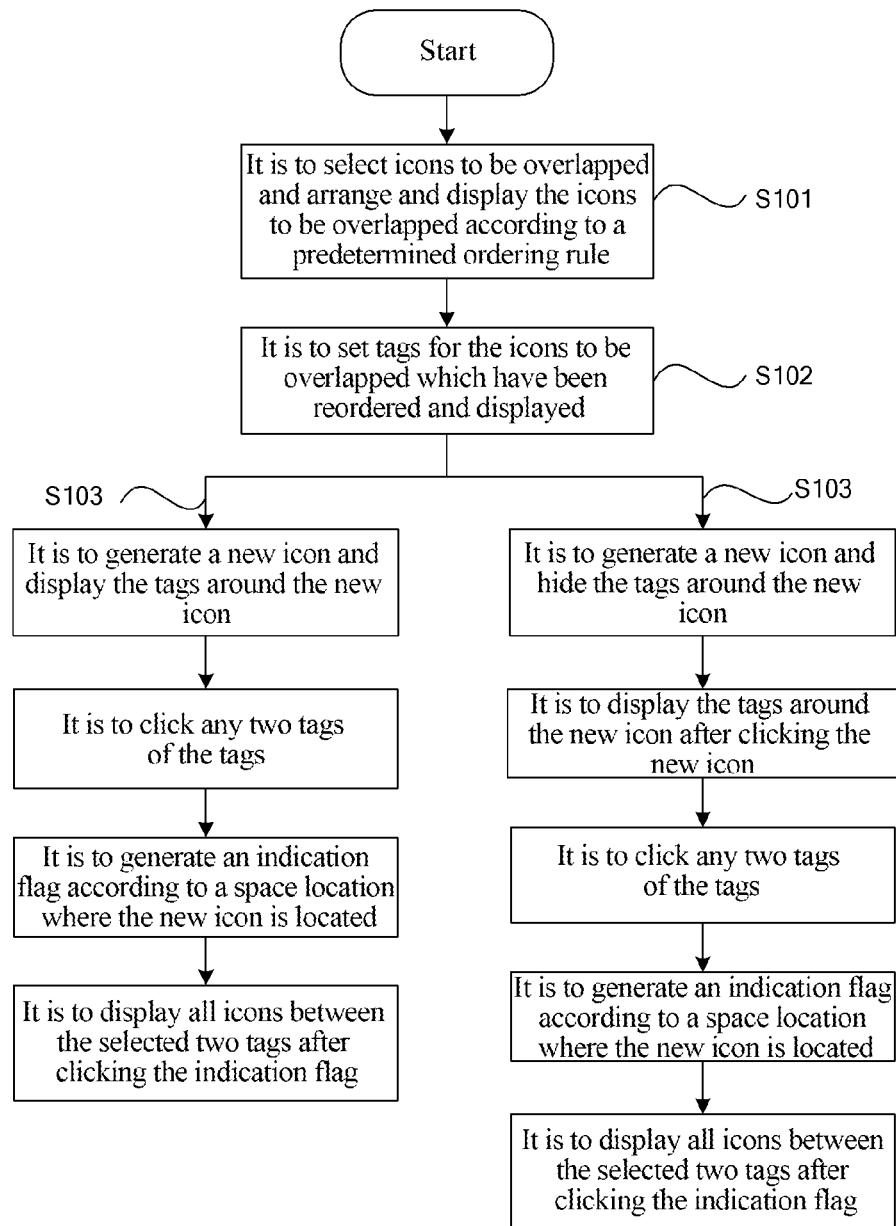 Start
It is to select icons to be overlapped
and arrange and display the icons
to be overlapped according to a
predetermined ordering rule
S101
It is to set tags for the icons to be
overlapped which have been
reordered and displayed
S102
S103
It is to generate a new icon and
display the tags around the new
icon
It is to click any two tags
of the tags
It is to generate an indication
flag according to a space location
where the new icon is located
It is to display all icons between
the selected two tags after
clicking the indication flag
S103
It is to generate a new icon and
hide the tags around the new
icon
It is to display the tags around
the new icon after clicking the
new icon
It is to click any two tags
of the tags
It is to generate an indication flag
according to a space location
where the new icon is located
It is to display all icons between
the selected two tags after
clicking the indication flag